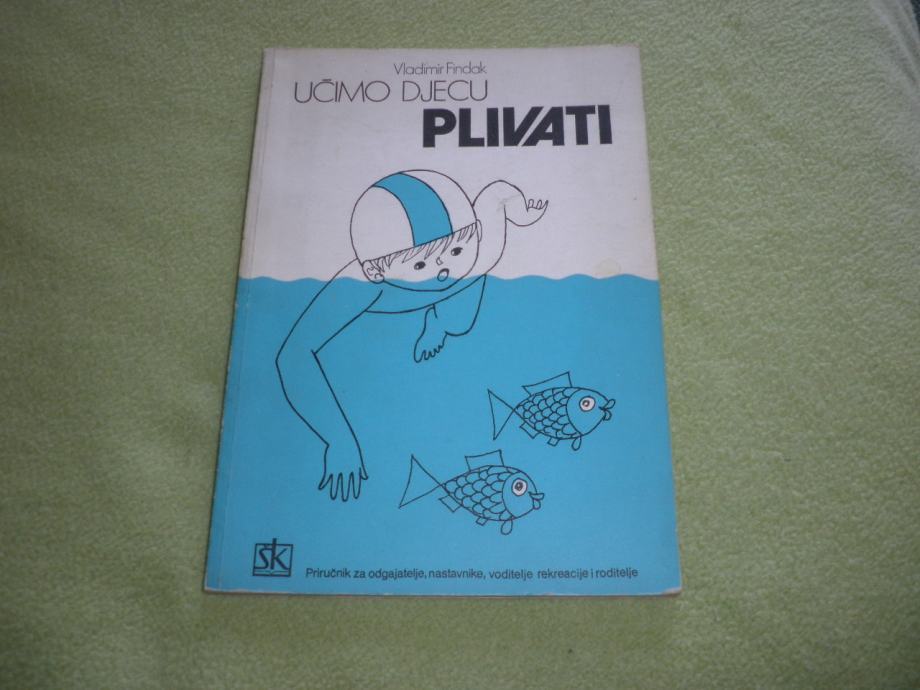 Vladimir Findak
UČIMO DJECU
PLIVATI
šk
Priručnik za odgajatelje, nastavnike, voditelje rekreacije i roditelje